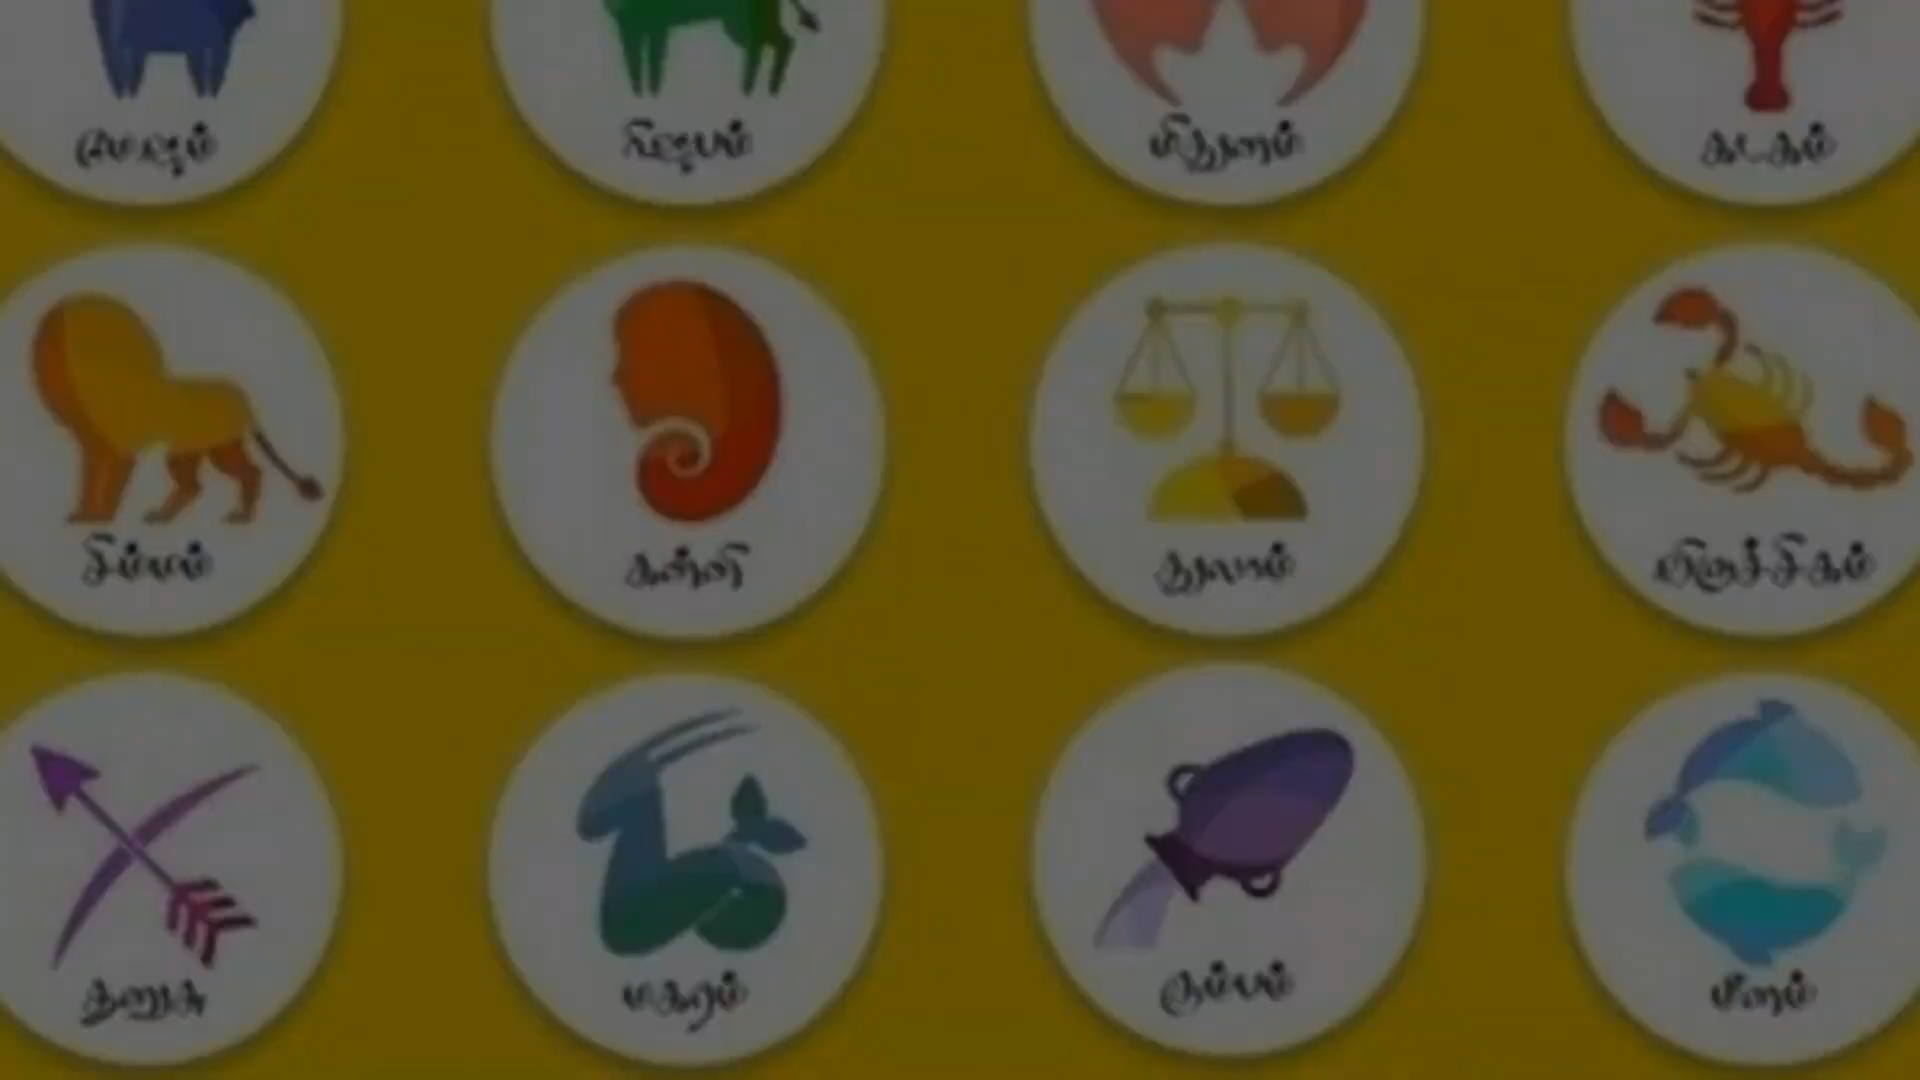 மேஷம்
ரிஷபம்
மிதுனம்
கடகம்
சிம்மம்
கன்னி
துலாம்
விருச்சிகம்
தனுசு
மகரம்
கும்பம்
மீனம்